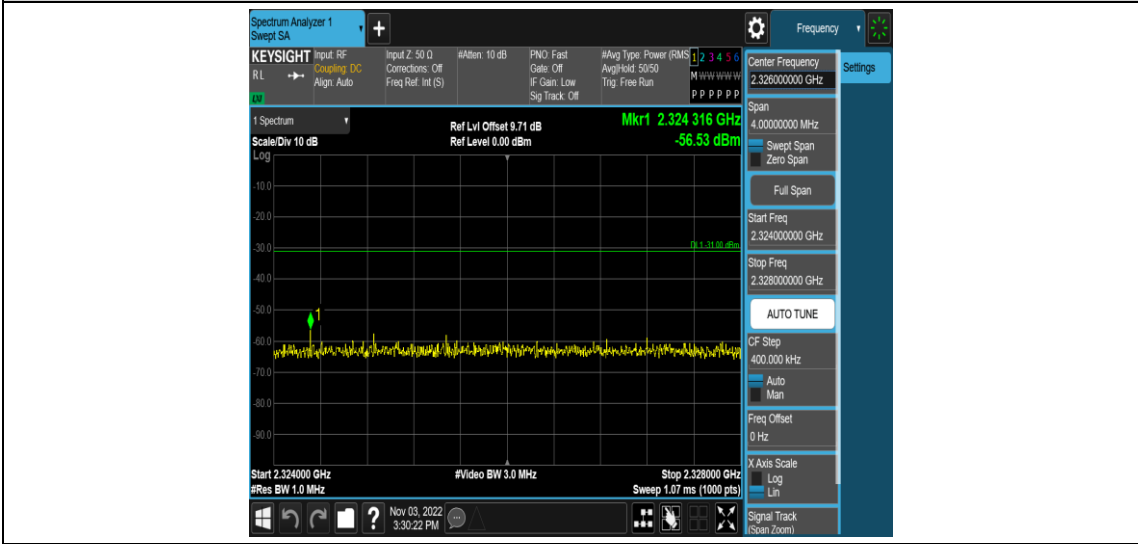 Spectrum Analyzer 1
Swept SA
+
Frequency
KEYSIGHT
RL
LXI
Input: RF
Coupling: DC
Align: Auto
Input Z: 50 Ω
Corrections: Off
Freq Ref: Int (S)
#Atten: 10 dB
PNO: Fast
Gate: Off
IF Gain: Low
Sig Track: Off
#Avg Type: Power (RMS
Avg|Hold: 50/50
Trig: Free Run
1 2 3 4 5 6
M W W W W W
P P P P P P
1 Spectrum
Scale/Div 10 dB
Log
Ref Lvl Offset 9.71 dB
Ref Level 0.00 dBm
Mkr1 2.324 316 GHz
-56.53 dBm
-10.0
-20.0
-30.0
DL1 -31.00 dBm
-40.0
-50.0
1
-60.0
-70.0
-80.0
-90.0
Start 2.324000 GHz
#Res BW 1.0 MHz
#Video BW 3.0 MHz
Stop 2.328000 GHz
Sweep 1.07 ms (1000 pts)
?
Nov 03, 2022
3:30:22 PM
Center Frequency
2.326000000 GHz
Settings
Span
4.00000000 MHz
Swept Span
Zero Span
Full Span
Start Freq
2.324000000 GHz
Stop Freq
2.328000000 GHz
AUTO TUNE
CF Step
400.000 kHz
Auto
Man
Freq Offset
0 Hz
X Axis Scale
Log
Lin
Signal Track
(Span Zoom)